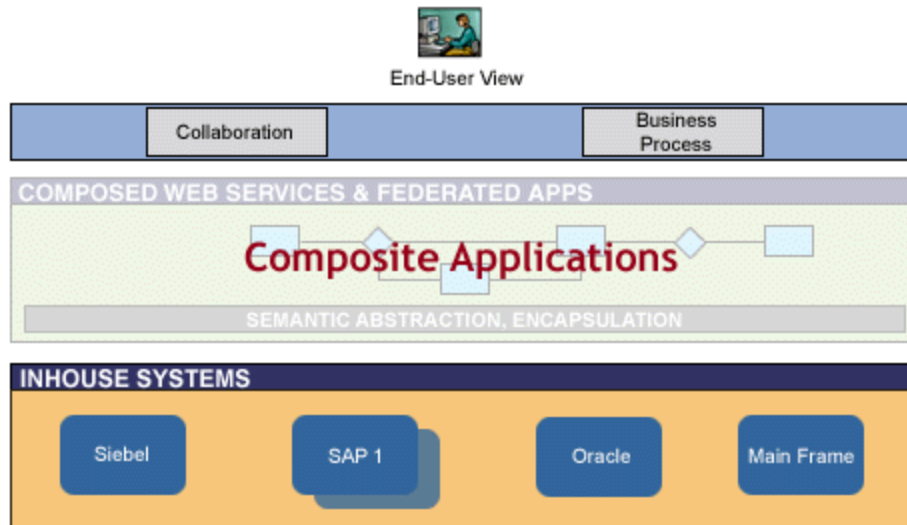 End-User View
Collaboration
Business
Process
COMPOSED WEB SERVICES & FEDERATED APPS
Composite Applications
SEMANTIC ABSTRACTION, ENCAPSULATION
INHOUSE SYSTEMS
Siebel
SAP 1
Oracle
Main Frame